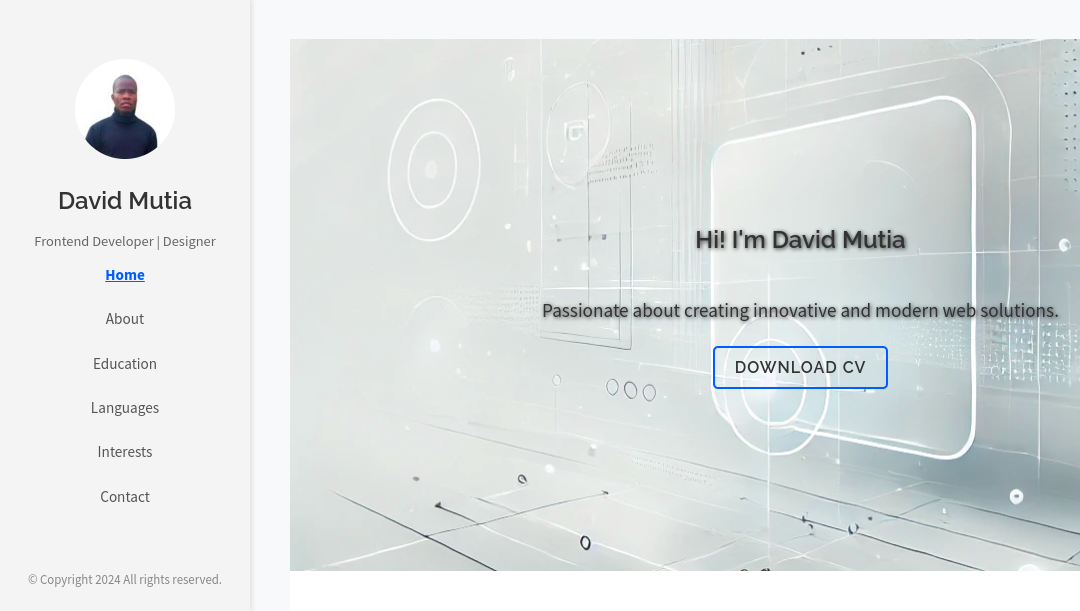 David Mutia
Frontend Developer | Designer
Home
About
Education
Languages
Interests
Contact
© Copyright 2024 All rights reserved.
Hi! I'm David Mutia
Passionate about creating innovative and modern web solutions.
DOWNLOAD CV